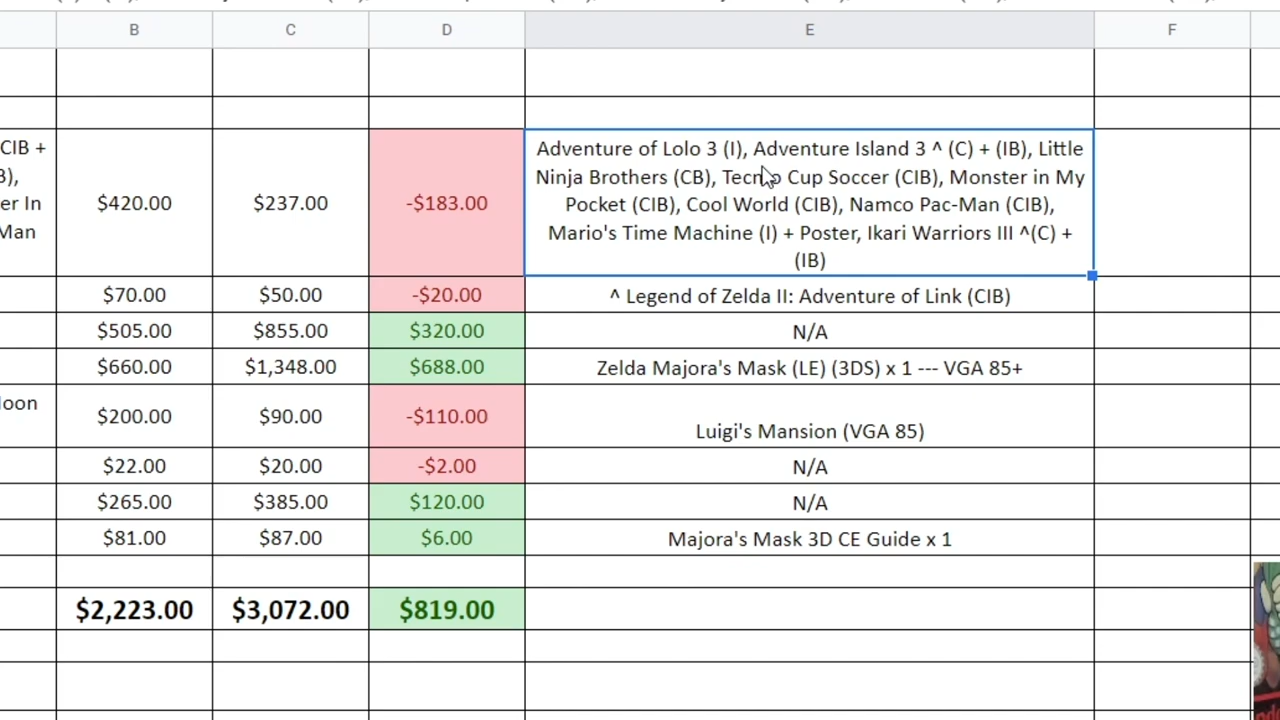 B C D E F
CIB +
B),
er In
Man
$420.00 $237.00 -$183.00
Adventure of Lolo 3 (I), Adventure Island 3 ^ (C) + (IB), Little
Ninja Brothers (CB), Tecmo Cup Soccer (CIB), Monster in My
Pocket (CIB), Cool World (CIB), Namco Pac-Man (CIB),
Mario's Time Machine (I) + Poster, Ikari Warriors III ^(C) +
(IB)
$70.00 $50.00 -$20.00 ^ Legend of Zelda II: Adventure of Link (CIB)
$505.00 $855.00 $320.00 N/A
$660.00 $1,348.00 $688.00 Zelda Majora's Mask (LE) (3DS) x 1 --- VGA 85+
loon
$200.00 $90.00 -$110.00 Luigi's Mansion (VGA 85)
$22.00 $20.00 -$2.00 N/A
$265.00 $385.00 $120.00 N/A
$81.00 $87.00 $6.00 Majora's Mask 3D CE Guide x 1
$2,223.00 $3,072.00 $819.00